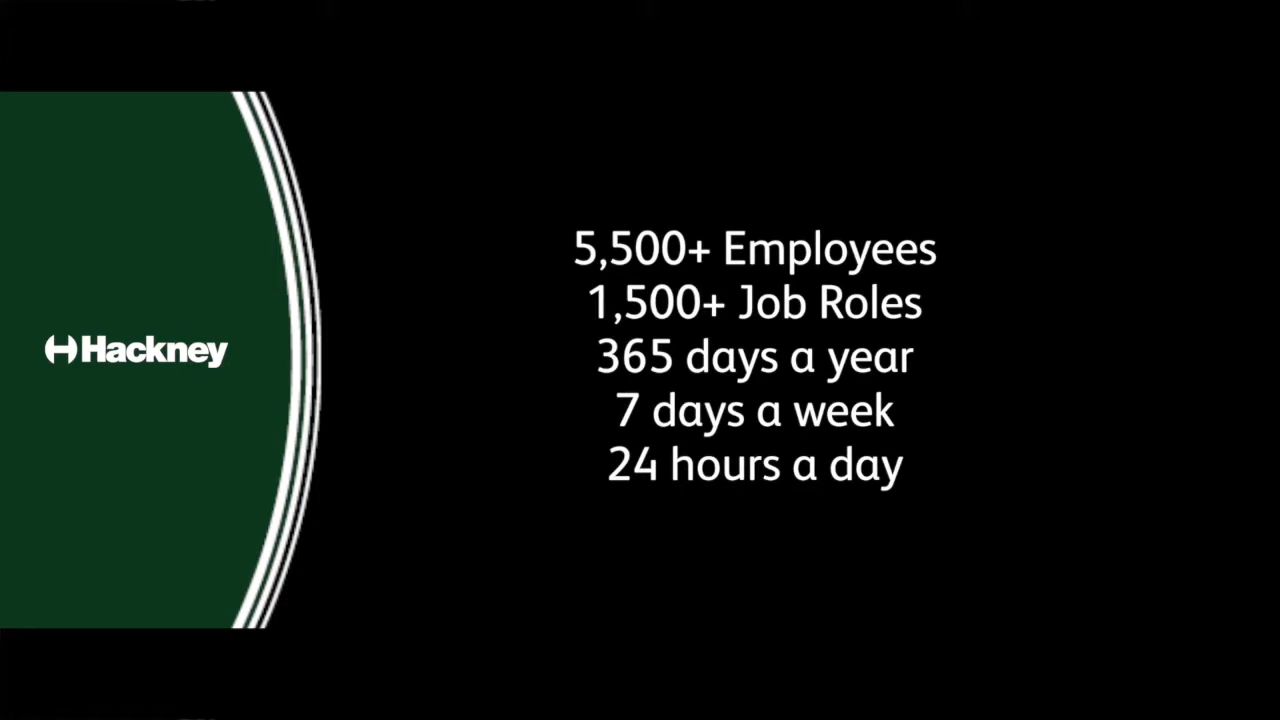 Hackney
5,500+ Employees
1,500+ Job Roles
365 days a year
7 days a week
24 hours a day